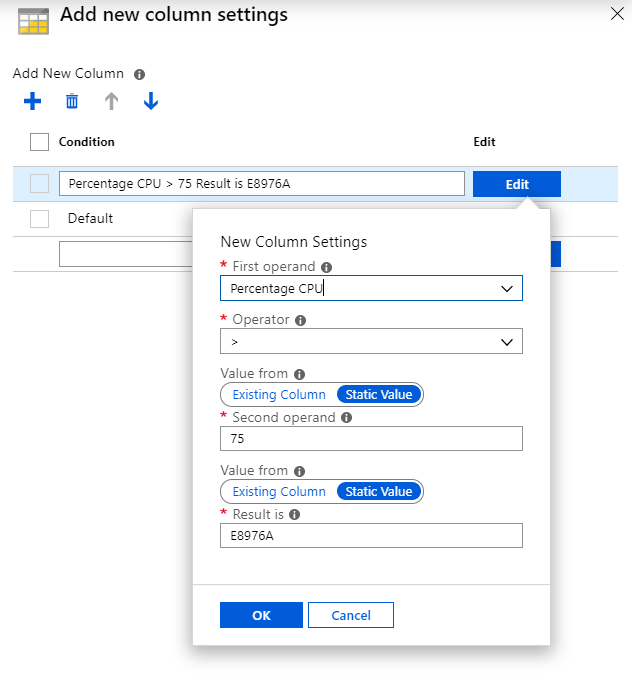 Add new column settings
Add New Column
Condition Edit
Percentage CPU > 75 Result is E8976A Edit
Default
New Column Settings
* First operand
Percentage CPU
* Operator
>
Value from
Existing Column Static Value
* Second operand
75
Value from
Existing Column Static Value
* Result is
E8976A
OK Cancel